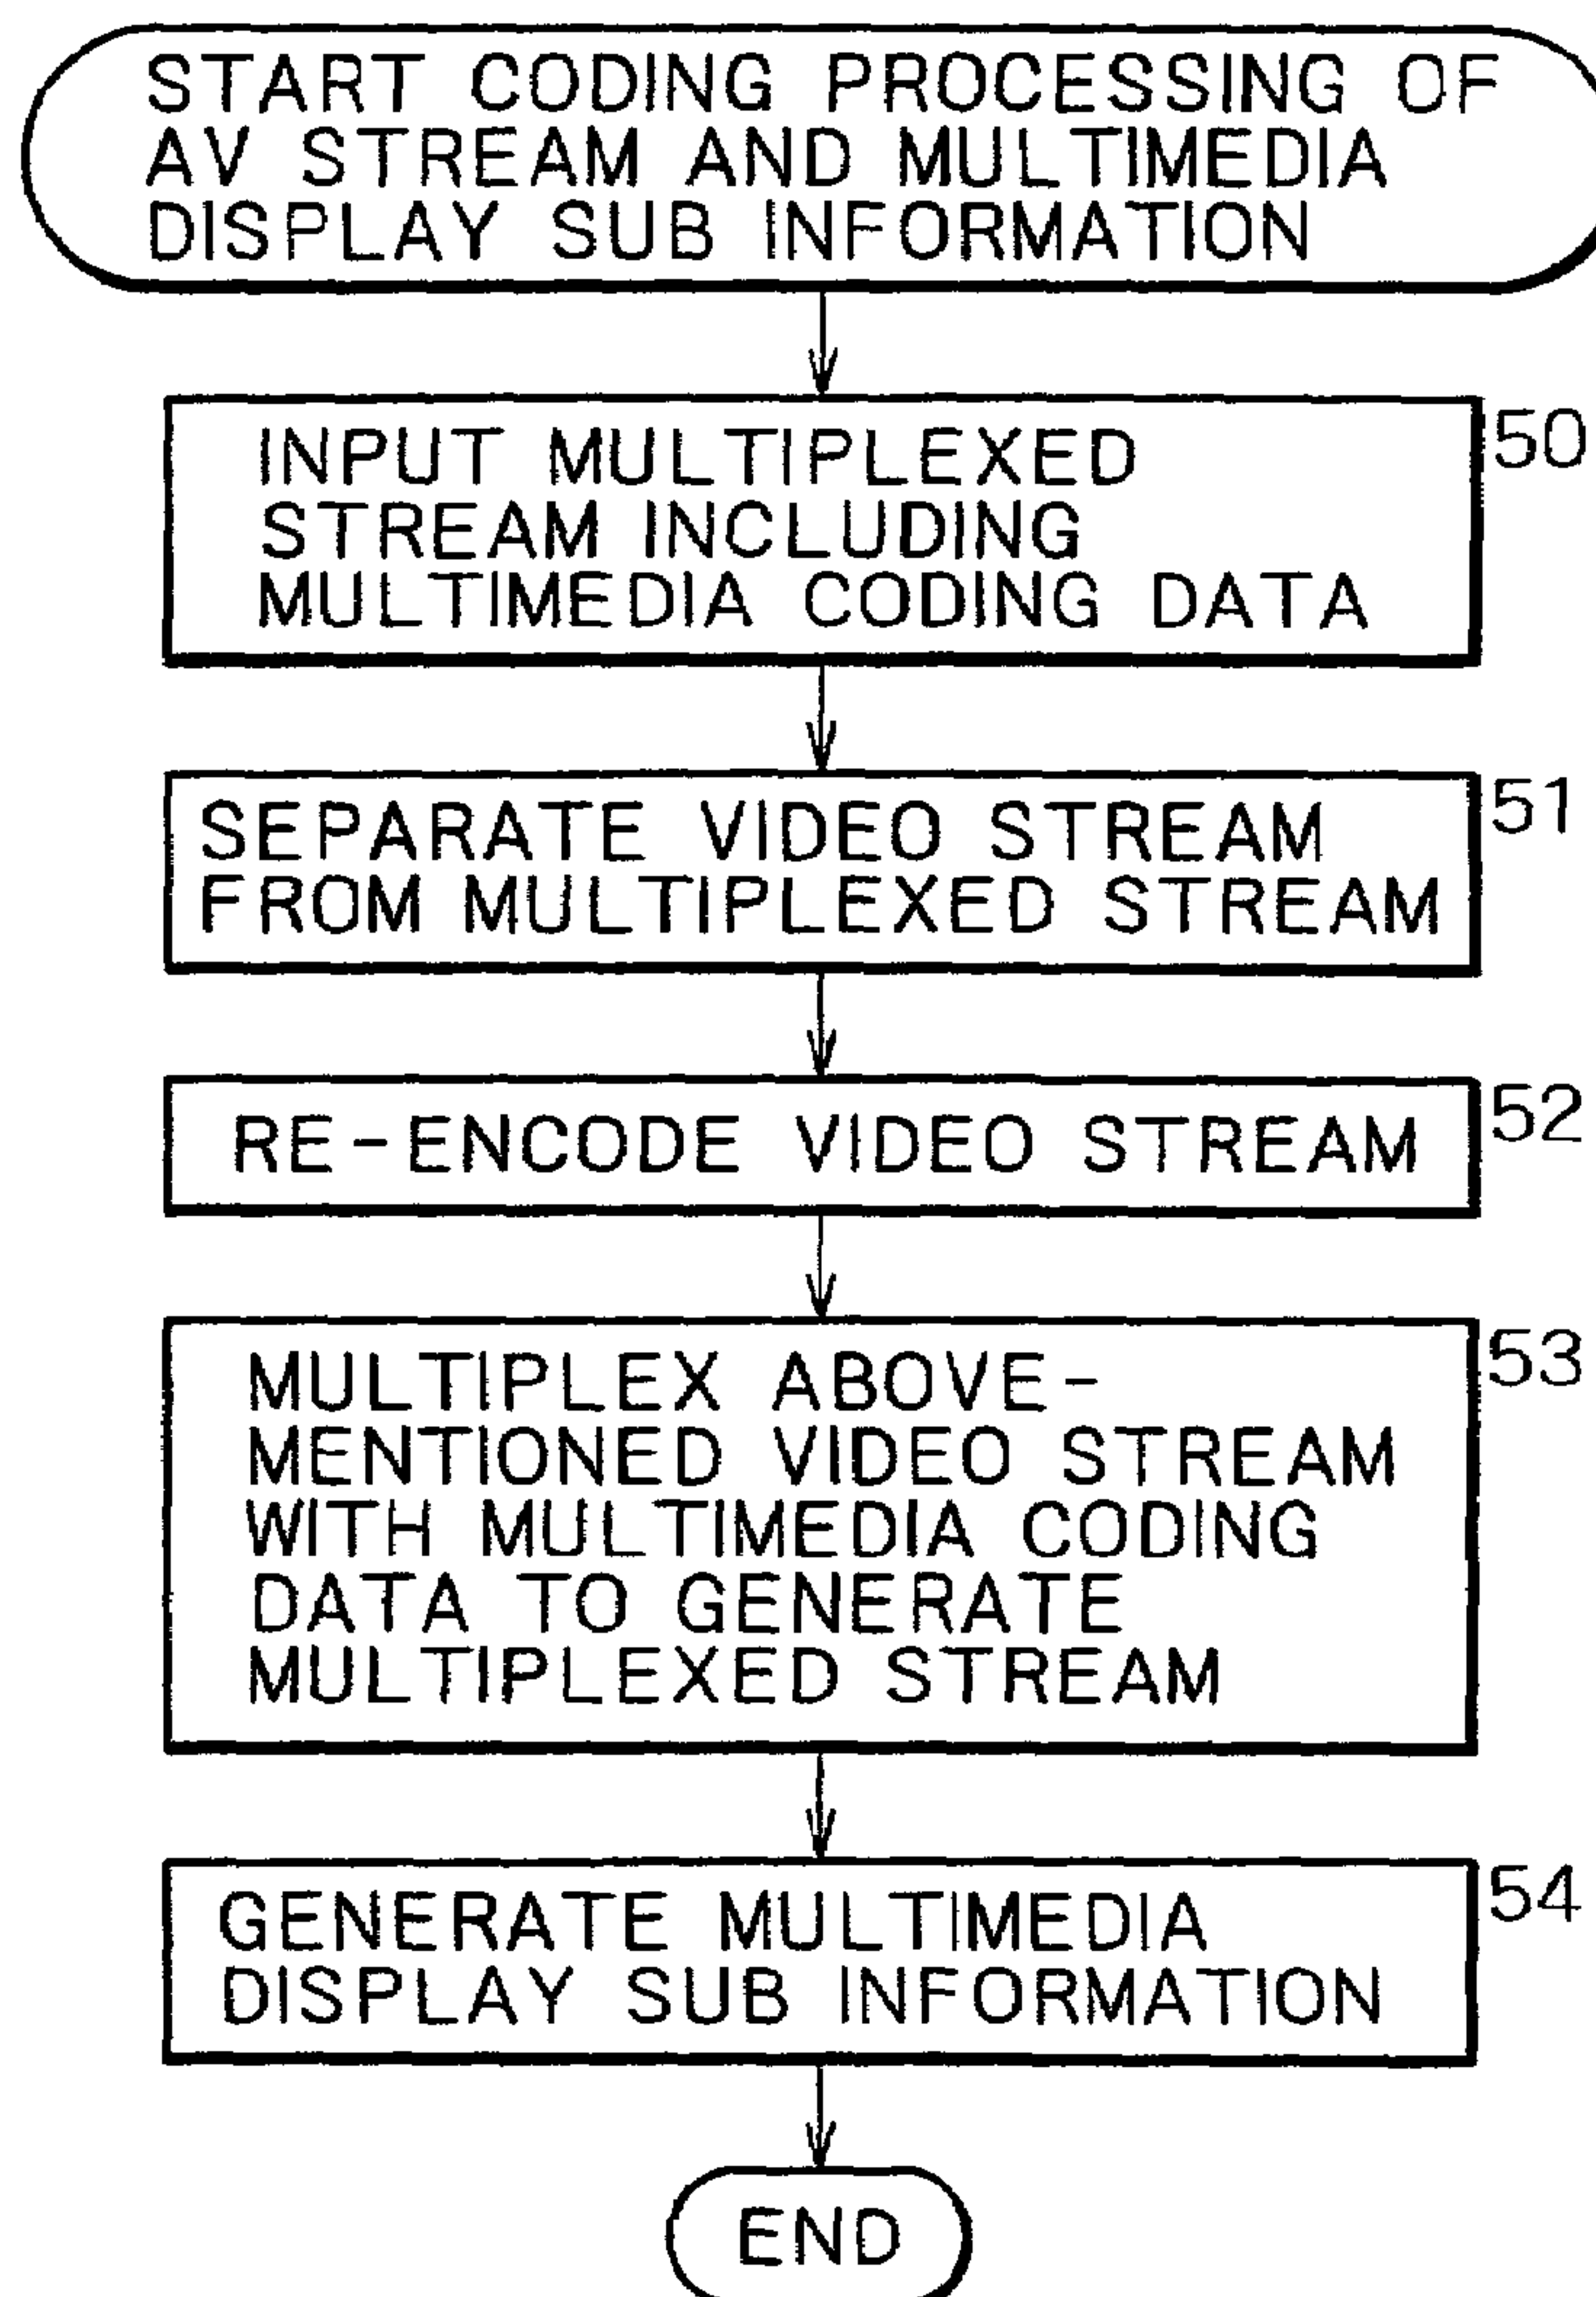 START CODING PROCESSING OF
AV STREAM AND MULTIMEDIA
DISPLAY SUB INFORMATION
INPUT MULTIPLEXED
STREAM INCLUDING
MULTIMEDIA CODING DATA
50
SEPARATE VIDEO STREAM
FROM MULTIPLEXED STREAM
51
RE-ENCODE VIDEO STREAM
52
MULTIPLEX ABOVE-
MENTIONED VIDEO STREAM
WITH MULTIMEDIA CODING
DATA TO GENERATE
MULTIPLEXED STREAM
53
GENERATE MULTIMEDIA
DISPLAY SUB INFORMATION
54
END